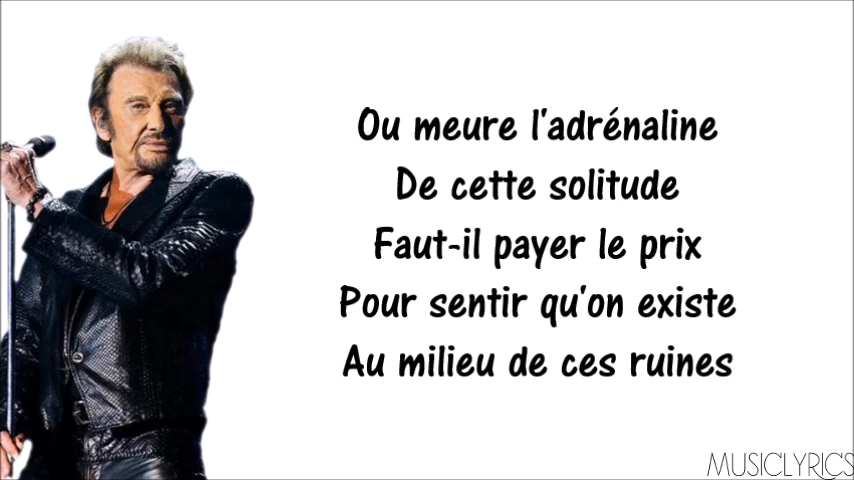 Ou meure l'adrénaline
De cette solitude
Faut-il payer le prix
Pour sentir qu'on existe
Au milieu de ces ruines
MUSICLYRICS